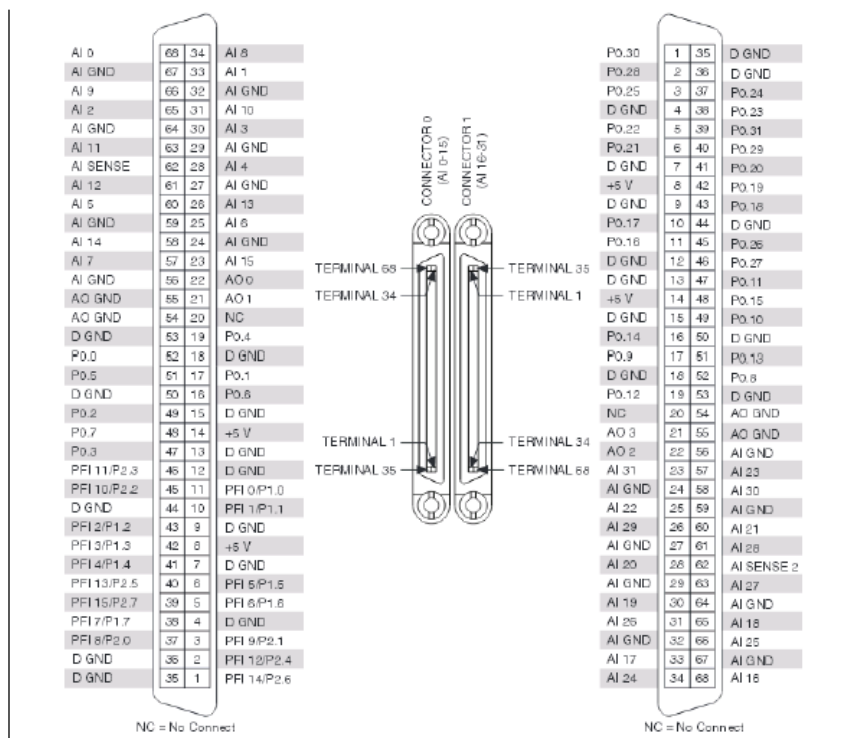 AI 0 68 34 AI 8
AI GND 67 33 AI 1
AI 9 66 32 AI GND
AI 2 65 31 AI 10
AI GND 64 30 AI 3
AI 11 63 29 AI GND
AI SENSE 62 28 AI 4
AI 12 61 27 AI GND
AI 5 60 26 AI 13
AI GND 59 25 AI 6
AI 14 58 24 AI GND
AI 7 57 23 AI 15
AI GND 56 22 AO 0
AO GND 55 21 AO 1
AO GND 54 20 NC
D GND 53 19 P0.4
P0.0 52 18 D GND
P0.5 51 17 P0.1
D GND 50 16 P0.6
P0.2 49 15 D GND
P0.7 48 14 +5 V
P0.3 47 13 D GND
PFI 11/P2.3 46 12 D GND
PFI 10/P2.2 45 11 PFI 0/P1.0
D GND 44 10 PFI 1/P1.1
PFI 2/P1.2 43 9 D GND
PFI 3/P1.3 42 8 +5 V
PFI 4/P1.4 41 7 D GND
PFI 13/P2.5 40 6 PFI 5/P1.5
PFI 15/P2.7 39 5 PFI 6/P1.6
PFI 7/P1.7 38 4 D GND
PFI 8/P2.0 37 3 PFI 9/P2.1
D GND 36 2 PFI 12/P2.4
D GND 35 1 PFI 14/P2.6
NC = No Connect
CONNECTOR 0
(AI 0-15)
CONNECTOR 1
(AI 16-31)
TERMINAL 68
TERMINAL 35
TERMINAL 34
TERMINAL 1
TERMINAL 1
TERMINAL 34
TERMINAL 35
TERMINAL 68
P0.30 1 35 D GND
P0.28 2 36 D GND
P0.25 3 37 P0.24
D GND 4 38 P0.23
P0.22 5 39 P0.31
P0.21 6 40 P0.29
D GND 7 41 P0.20
+5 V 8 42 P0.19
D GND 9 43 P0.18
P0.17 10 44 D GND
P0.16 11 45 P0.26
D GND 12 46 P0.27
D GND 13 47 P0.11
+5 V 14 48 P0.15
D GND 15 49 P0.10
P0.14 16 50 D GND
P0.9 17 51 P0.13
D GND 18 52 P0.8
P0.12 19 53 D GND
NC 20 54 AO GND
AO 3 21 55 AO GND
AO 2 22 56 AI GND
AI 31 23 57 AI 23
AI GND 24 58 AI 30
AI 22 25 59 AI GND
AI 29 26 60 AI 21
AI GND 27 61 AI 28
AI 20 28 62 AI SENSE 2
AI GND 29 63 AI 27
AI 19 30 64 AI GND
AI 26 31 65 AI 18
AI GND 32 66 AI 25
AI 17 33 67 AI GND
AI 24 34 68 AI 16
NC = No Connect